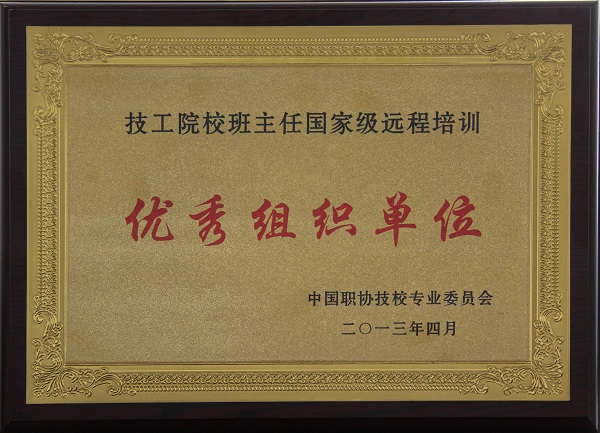 技工院校班主任国家级远程培训
优秀组织单位
中国职协技校专业委员会
二〇一三年四月